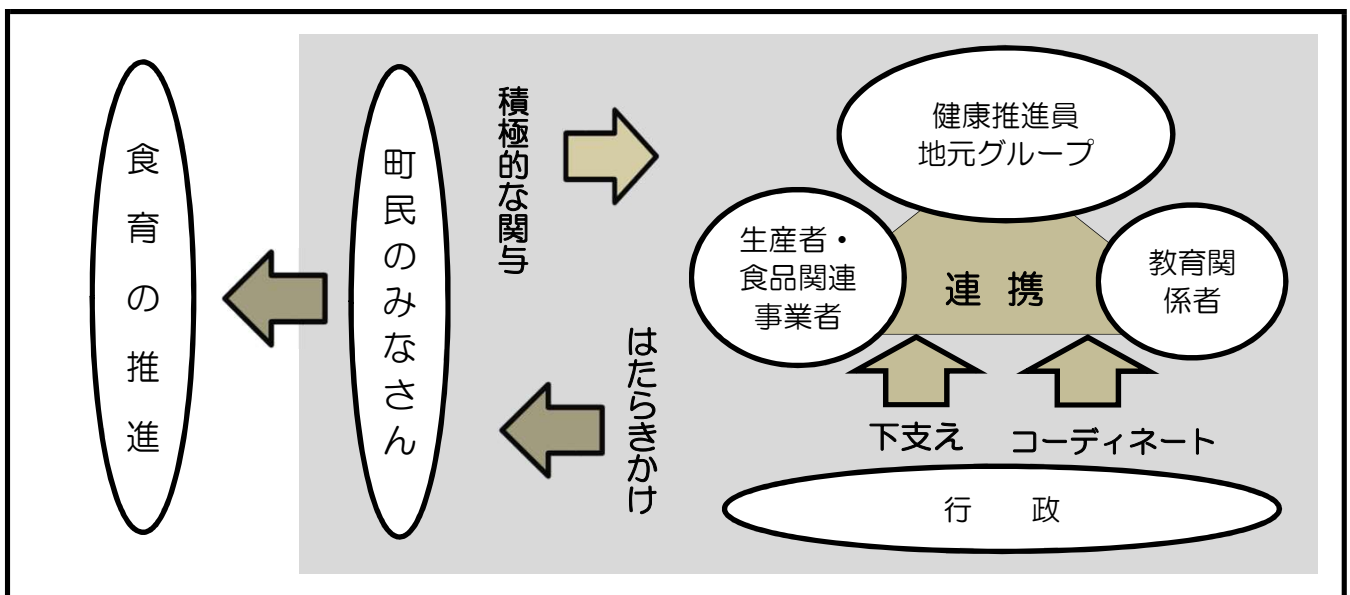 食育の推進
町民のみなさん
積極的な関与
はたらきかけ
健康推進員
地元グループ
生産者・
食品関連
事業者
連 携
教育関
係者
下支え
コーディネート
行 政